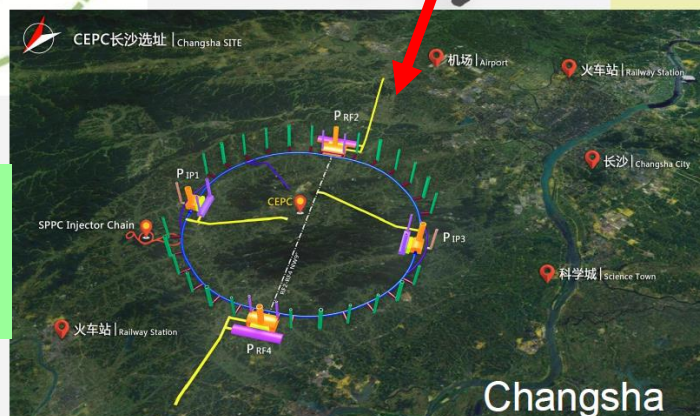 CEPC长沙选址 | Changsha SITE
机场 | Airport
火车站 | Railway Station
P RF2
长沙 | Changsha City
P IP1
CEPC
SPPC Injector Chain
P IP3
科学城 | Science Town
火车站 | Railway Station
P RF4
Changsha